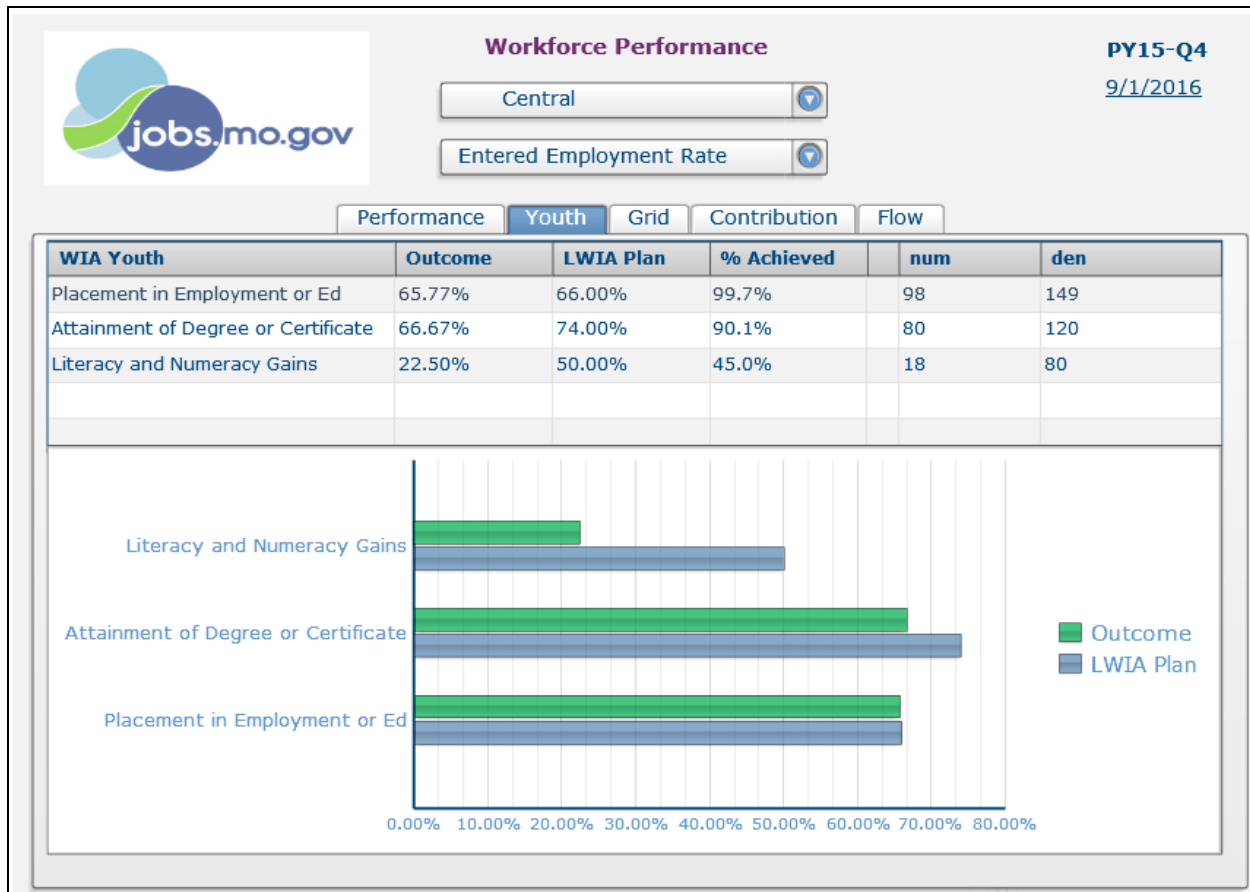 Workforce Performance
PY15-Q4
9/1/2016
jobs.mo.gov
Central
Entered Employment Rate
Performance Youth Grid Contribution Flow
WIA Youth Outcome LWIA Plan % Achieved num den
Placement in Employment or Ed 65.77% 66.00% 99.7% 98 149
Attainment of Degree or Certificate 66.67% 74.00% 90.1% 80 120
Literacy and Numeracy Gains 22.50% 50.00% 45.0% 18 80
Literacy and Numeracy Gains
Attainment of Degree or Certificate
Placement in Employment or Ed
Outcome
LWIA Plan
0.00% 10.00% 20.00% 30.00% 40.00% 50.00% 60.00% 70.00% 80.00%